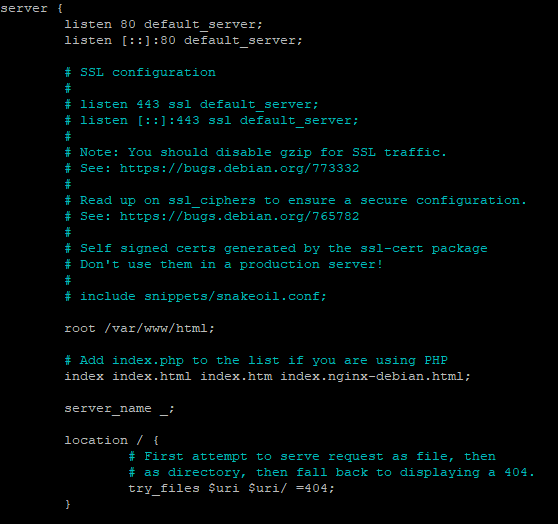 server {
listen 80 default_server;
listen [::]:80 default_server;
# SSL configuration
#
# listen 443 ssl default_server;
# listen [::]:443 ssl default_server;
#
# Note: You should disable gzip for SSL traffic.
# See: https://bugs.debian.org/773332
#
# Read up on ssl_ciphers to ensure a secure configuration.
# See: https://bugs.debian.org/765782
#
# Self signed certs generated by the ssl-cert package
# Don't use them in a production server!
#
# include snippets/snakeoil.conf;
root /var/www/html;
# Add index.php to the list if you are using PHP
index index.html index.htm index.nginx-debian.html;
server_name _;
location / {
# First attempt to serve request as file, then
# as directory, then fall back to displaying a 404.
try_files $uri $uri/ =404;
}